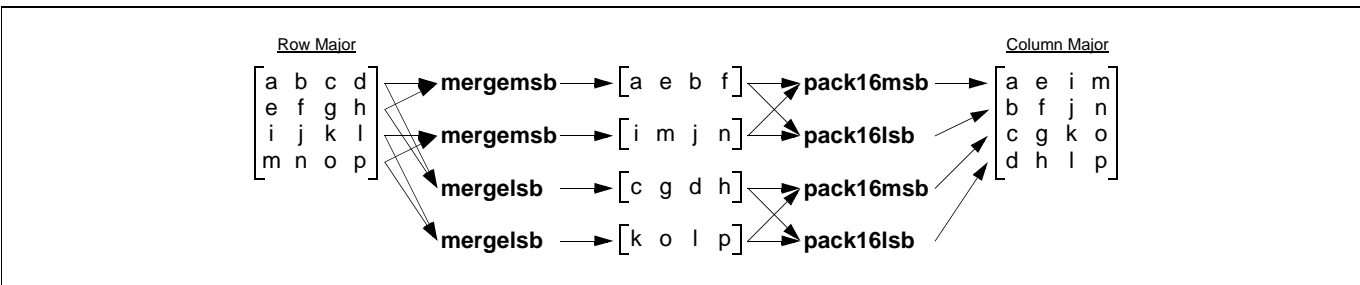 Row Major
Column Major
a b c d
e f g h
i j k l
m n o p
mergemsb
mergemsb
mergelsb
mergelsb
[a e b f]
[i m j n]
[c g d h]
[k o l p]
pack16msb
pack16lsb
pack16msb
pack16lsb
a e i m
b f j n
c g k o
d h l p